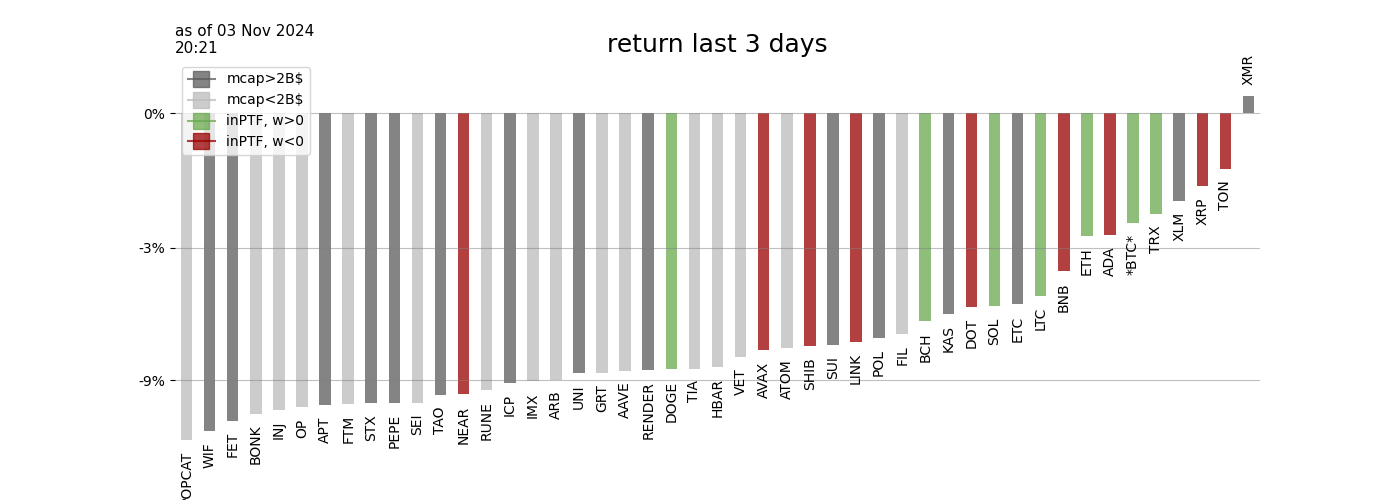 as of 03 Nov 2024
20:21
return last 3 days
mcap>2B$
mcap<2B$
inPTF, w>0
inPTF, w<0
0%
-3%
-9%
OPCAT
WIF
FET
BONK
INJ
OP
APT
FTM
STX
PEPE
SEI
TAO
NEAR
RUNE
ICP
IMX
ARB
UNI
GRT
AAVE
RENDER
DOGE
TIA
HBAR
VET
AVAX
ATOM
SHIB
SUI
LINK
POL
FIL
BCH
KAS
DOT
SOL
ETC
LTC
BNB
ETH
ADA
*BTC*
TRX
XLM
XRP
TON
XMR